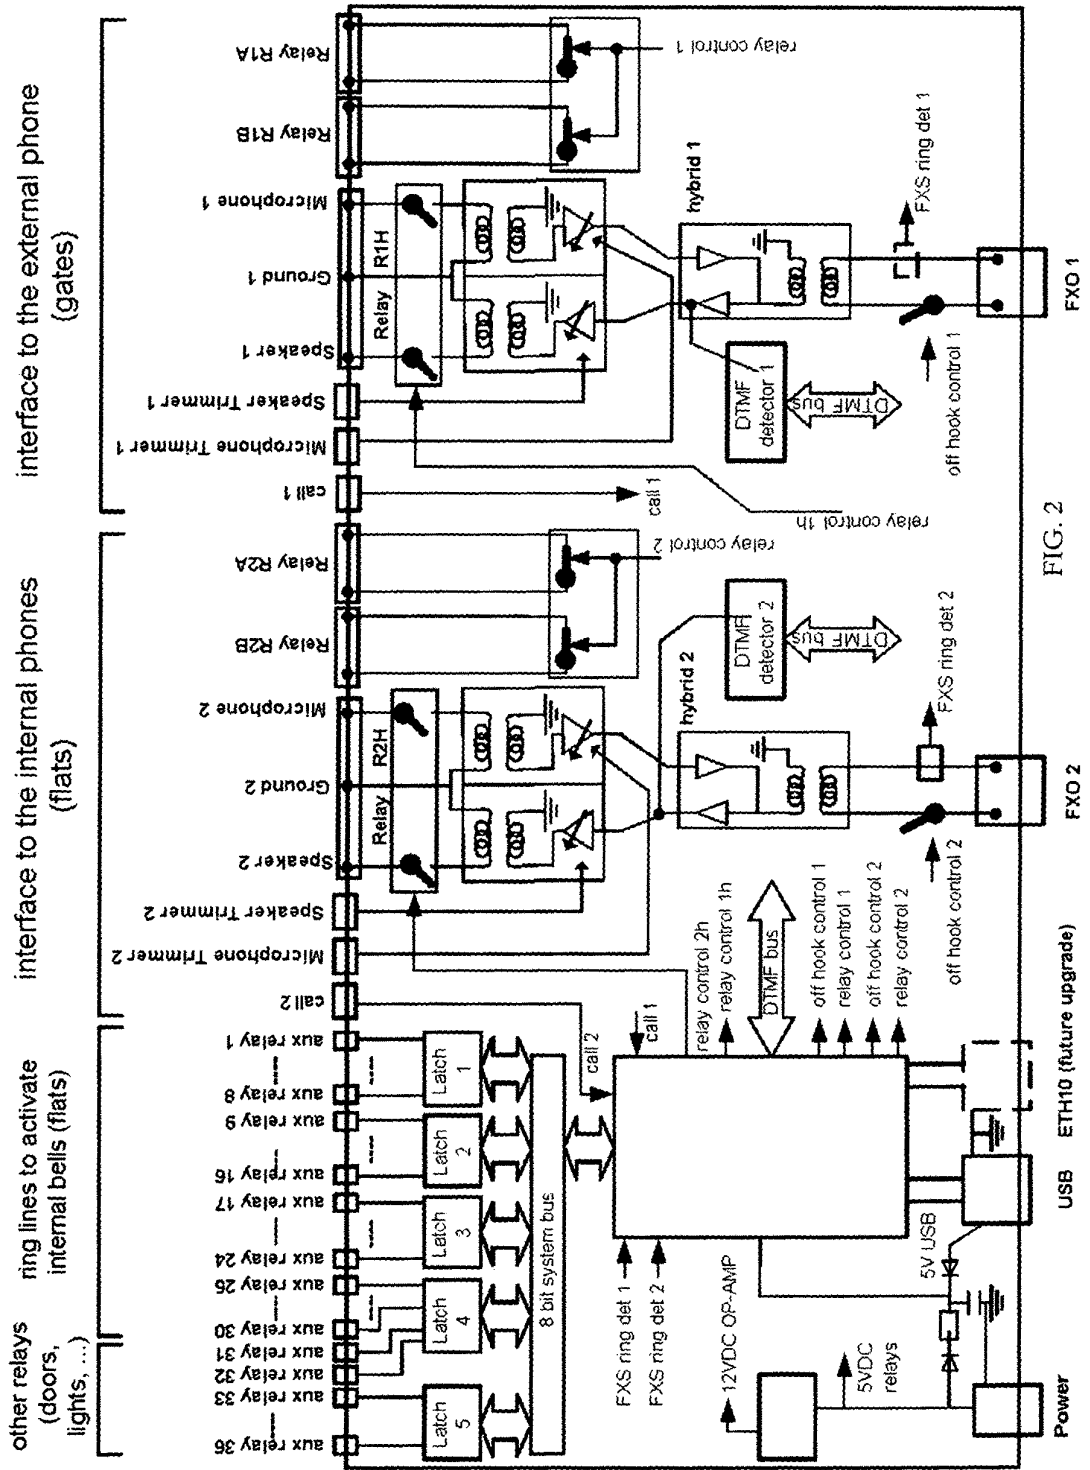 other relays
(doors,
lights, ...)
ring lines to activate
internal bells (flats)
interface to the internal phones
(flats)
interface to the external phone
(gates)
aux relay 36
aux relay 33
aux relay 32
aux relay 31
aux relay 30
aux relay 25
aux relay 24
aux relay 17
aux relay 16
aux relay 9
aux relay 8
aux relay 1
call 2
Microphone Trimmer 2
Speaker Trimmer 2
Speaker 2
Ground 2
Microphone 2
Relay R2B
Relay R2A
call 1
Microphone Trimmer 1
Speaker Trimmer 1
Speaker 1
Ground 1
Microphone 1
Relay R1B
Relay R1A
Relay R2H
Relay R1H
Latch
5
Latch
4
Latch
3
Latch
2
Latch
1
8 bit system bus
call 2
call 1
call 1
relay control 2
relay control 1
relay control 1h
FXS ring det 1
FXS ring det 2
relay control 2h
relay control 1h
DTMF bus
off hook control 1
relay control 1
off hook control 2
relay control 2
hybrid 2
hybrid 1
DTMF
detector 2
DTMF bus
DTMF bus
DTMF
detector 1
DTMF bus
DTMF bus
12VDC OP-AMP
5VDC
relays
5V USB
off hook control 2
FXS ring det 2
off hook control 1
FXS ring det 1
Power
USB
ETH10 (future upgrade)
FXO 2
FXO 1
FIG. 2